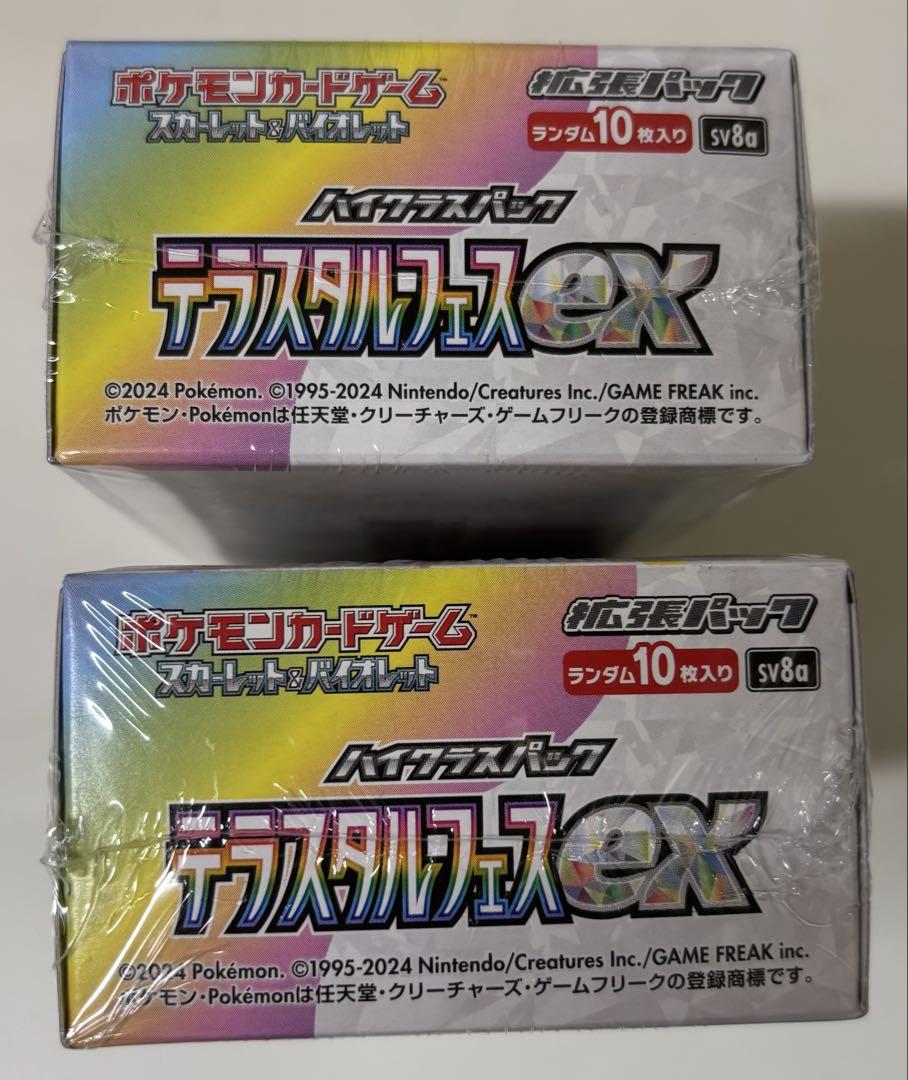 ポケモンカードゲーム™
スカーレット&バイオレット
拡張パック
ランダム10枚入り
SV8a
ハイクラスパック
テラスタルフェスex
©2024 Pokémon. ©1995-2024 Nintendo/Creatures Inc./GAME FREAK inc.
ポケモン・Pokémonは任天堂・クリーチャーズ・ゲームフリークの登録商標です。
ポケモンカードゲーム™
スカーレット&バイオレット
拡張パック
ランダム10枚入り
SV8a
ハイクラスパック
テラスタルフェスex
©2024 Pokémon. ©1995-2024 Nintendo/Creatures Inc./GAME FREAK inc.
ポケモン・Pokémonは任天堂・クリーチャーズ・ゲームフリークの登録商標です。